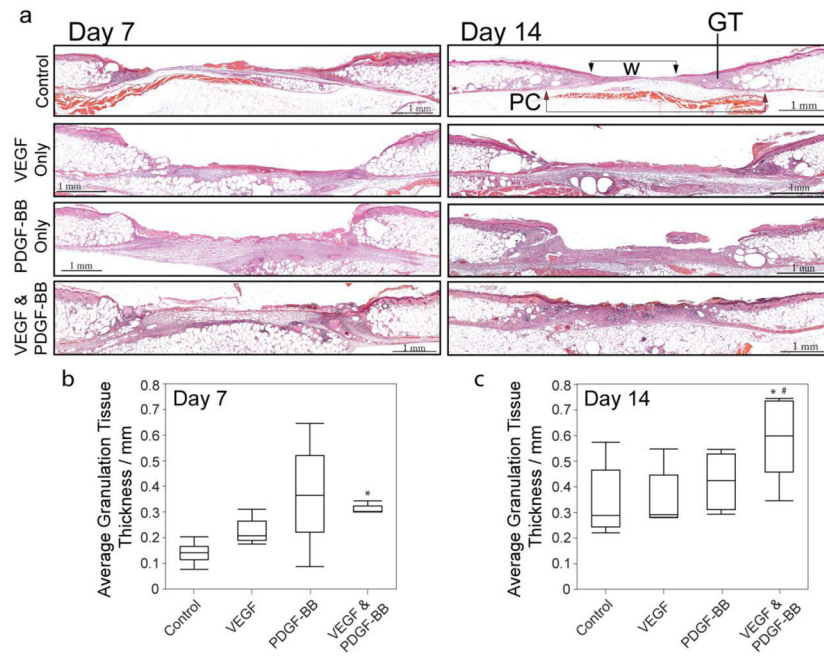 a
Day 7
Day 14
GT
Control
W
PC
1 mm
1 mm
VEGF
Only
1 mm
1 mm
PDGF-BB
Only
1 mm
1 mm
VEGF &
PDGF-BB
1 mm
1 mm
b
Day 7
Average Granulation Tissue
Thickness / mm
0.8
0.7
0.6
0.5
0.4
0.3
0.2
0.1
0
*
Control
VEGF
PDGF-BB
VEGF &
PDGF-BB
c
Day 14
Average Granulation Tissue
Thickness / mm
0.8
0.7
0.6
0.5
0.4
0.3
0.2
0.1
0
* #
Control
VEGF
PDGF-BB
VEGF &
PDGF-BB